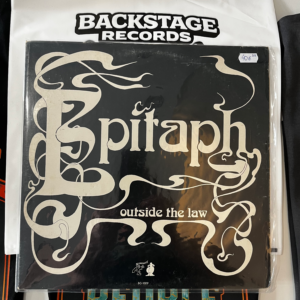 BACKSTAGE
RECORDS
Epitaph
outside the law